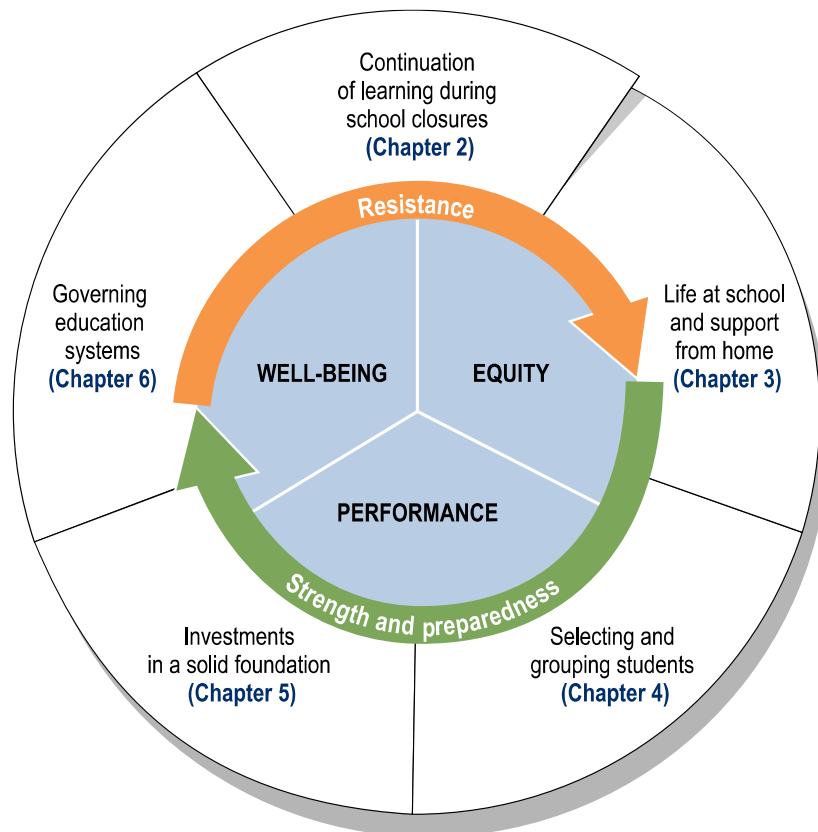 Continuation
of learning during
school closures
(Chapter 2)
Resistance
Governing
education
systems
(Chapter 6)
Life at school
and support
from home
(Chapter 3)
WELL-BEING
EQUITY
PERFORMANCE
Strength and preparedness
Investments
in a solid foundation
(Chapter 5)
Selecting and
grouping students
(Chapter 4)